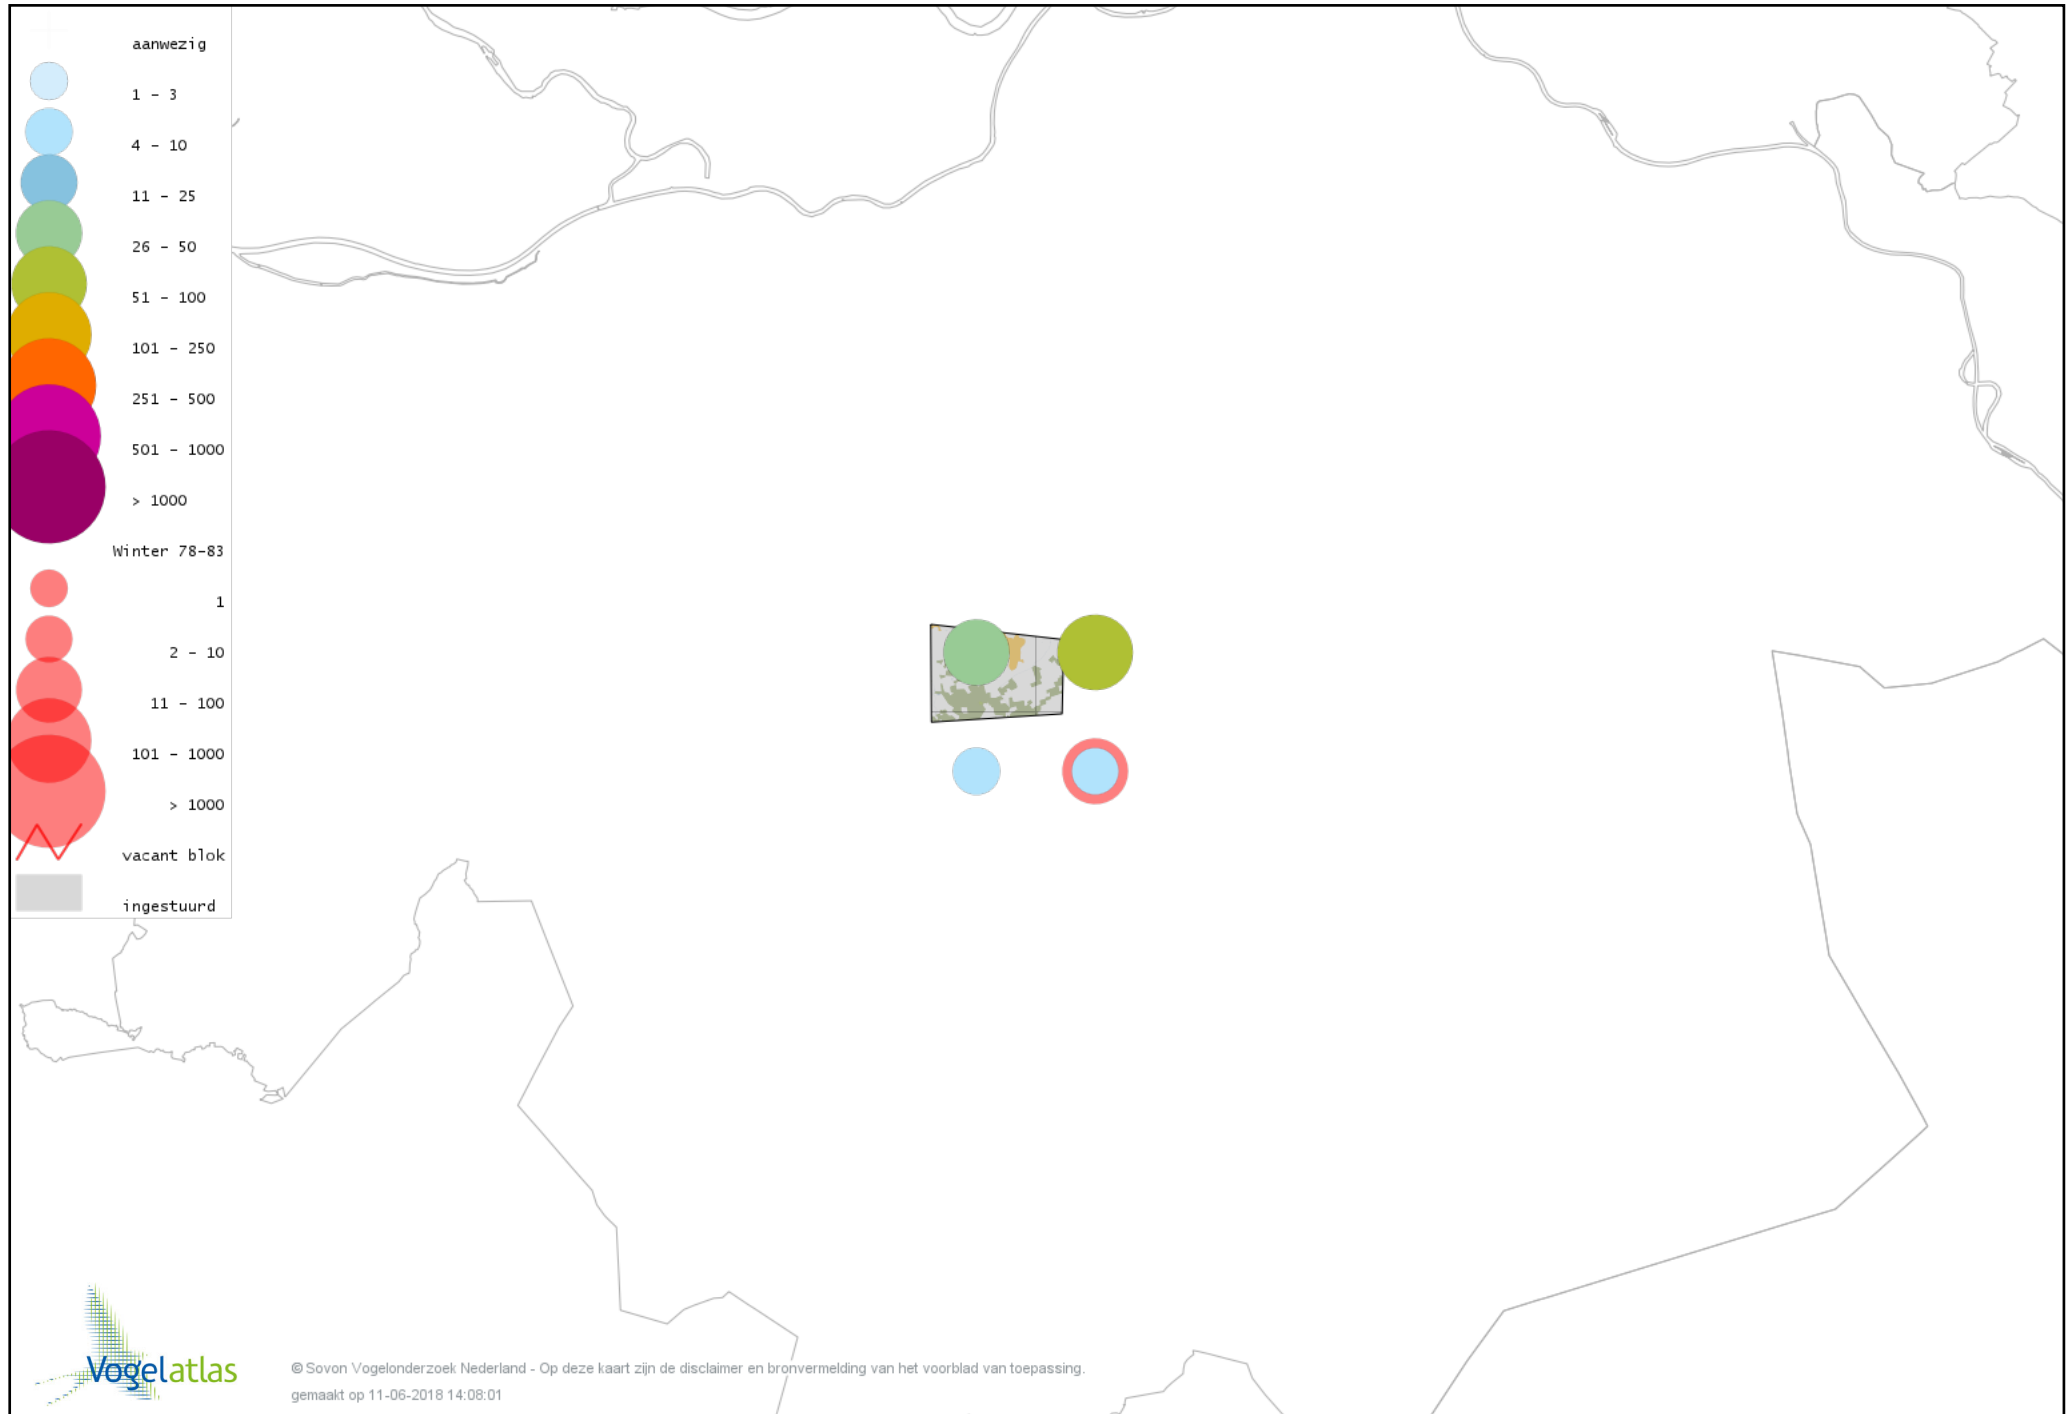 aanwezig
1 - 3
4 - 10
11 - 25
26 - 50
51 - 100
101 - 250
251 - 500
501 - 1000
> 1000
Winter 78-83
1
2 - 10
11 - 100
101 - 1000
> 1000
vacant blok
ingestuurd
Vogelatlas
© Sovon Vogelonderzoek Nederland - Op deze kaart zijn de disclaimer en bronvermelding van het voorblad van toepassing.
gemaakt op 11-06-2018 14:08:01